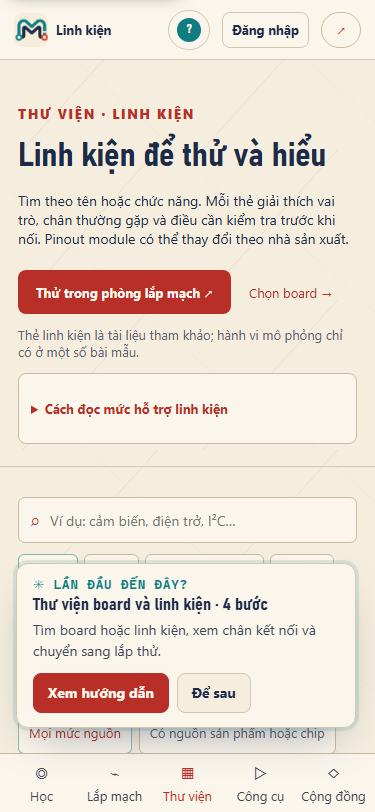 Linh kiện
?
Đăng nhập
↗
THƯ VIỆN · LINH KIỆN
Linh kiện để thử và hiểu
Tìm theo tên hoặc chức năng. Mỗi thẻ giải thích vai
trò, chân thường gặp và điều cần kiểm tra trước khi
nối. Pinout module có thể thay đổi theo nhà sản xuất.
Thử trong phòng lắp mạch ↗
Chọn board →
Thẻ linh kiện là tài liệu tham khảo; hành vi mô phỏng chỉ
có ở một số bài mẫu.
▶ Cách đọc mức hỗ trợ linh kiện
Ví dụ: cảm biến, điện trở, I²C…
✳ LẦN ĐẦU ĐẾN ĐÂY?
Thư viện board và linh kiện · 4 bước
Tìm board hoặc linh kiện, xem chân kết nối và
chuyển sang lắp thử.
Xem hướng dẫn
Để sau
Mọi mức nguồn
Có nguồn sản phẩm hoặc chip
Học
Lắp mạch
Thư viện
Công cụ
Cộng đồng